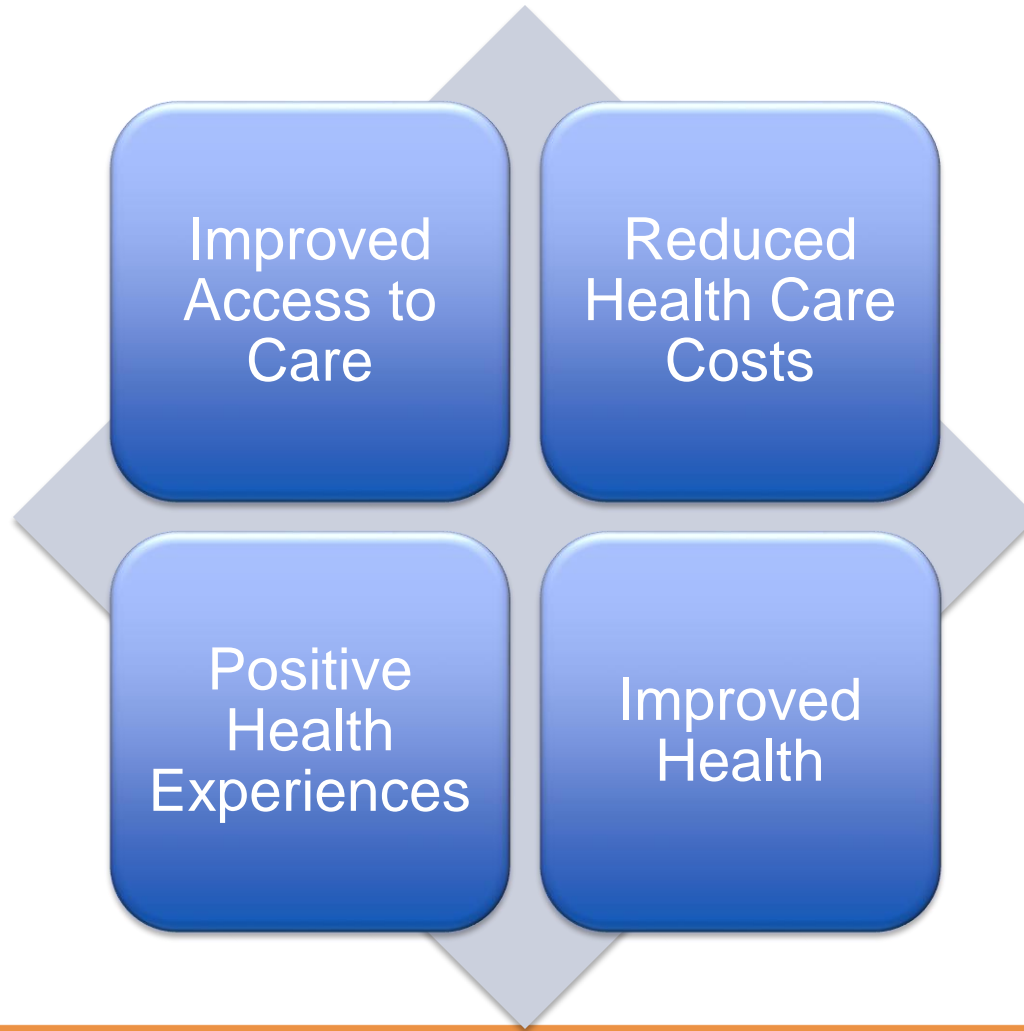 Improved
Access to
Care
Reduced
Health Care
Costs
Positive
Health
Experiences
Improved
Health